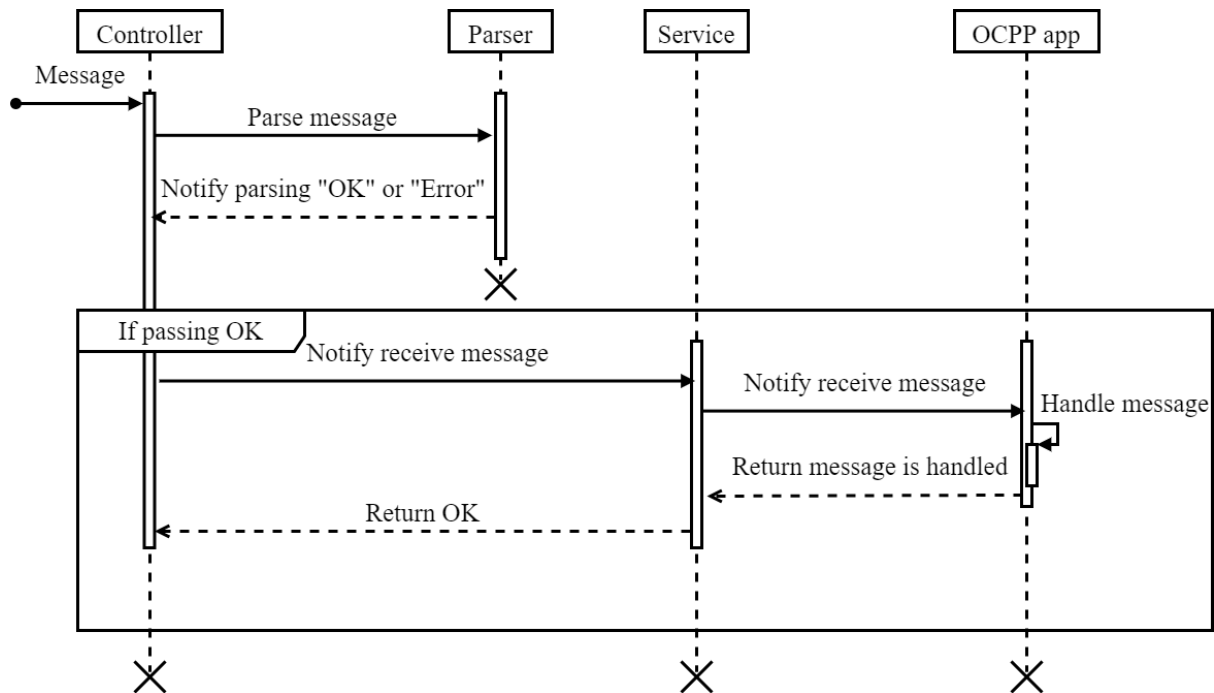 Controller
Parser
Service
OCPP app
Message
Parse message
Notify parsing "OK" or "Error"
If passing OK
Notify receive message
Notify receive message
Handle message
Return message is handled
Return OK